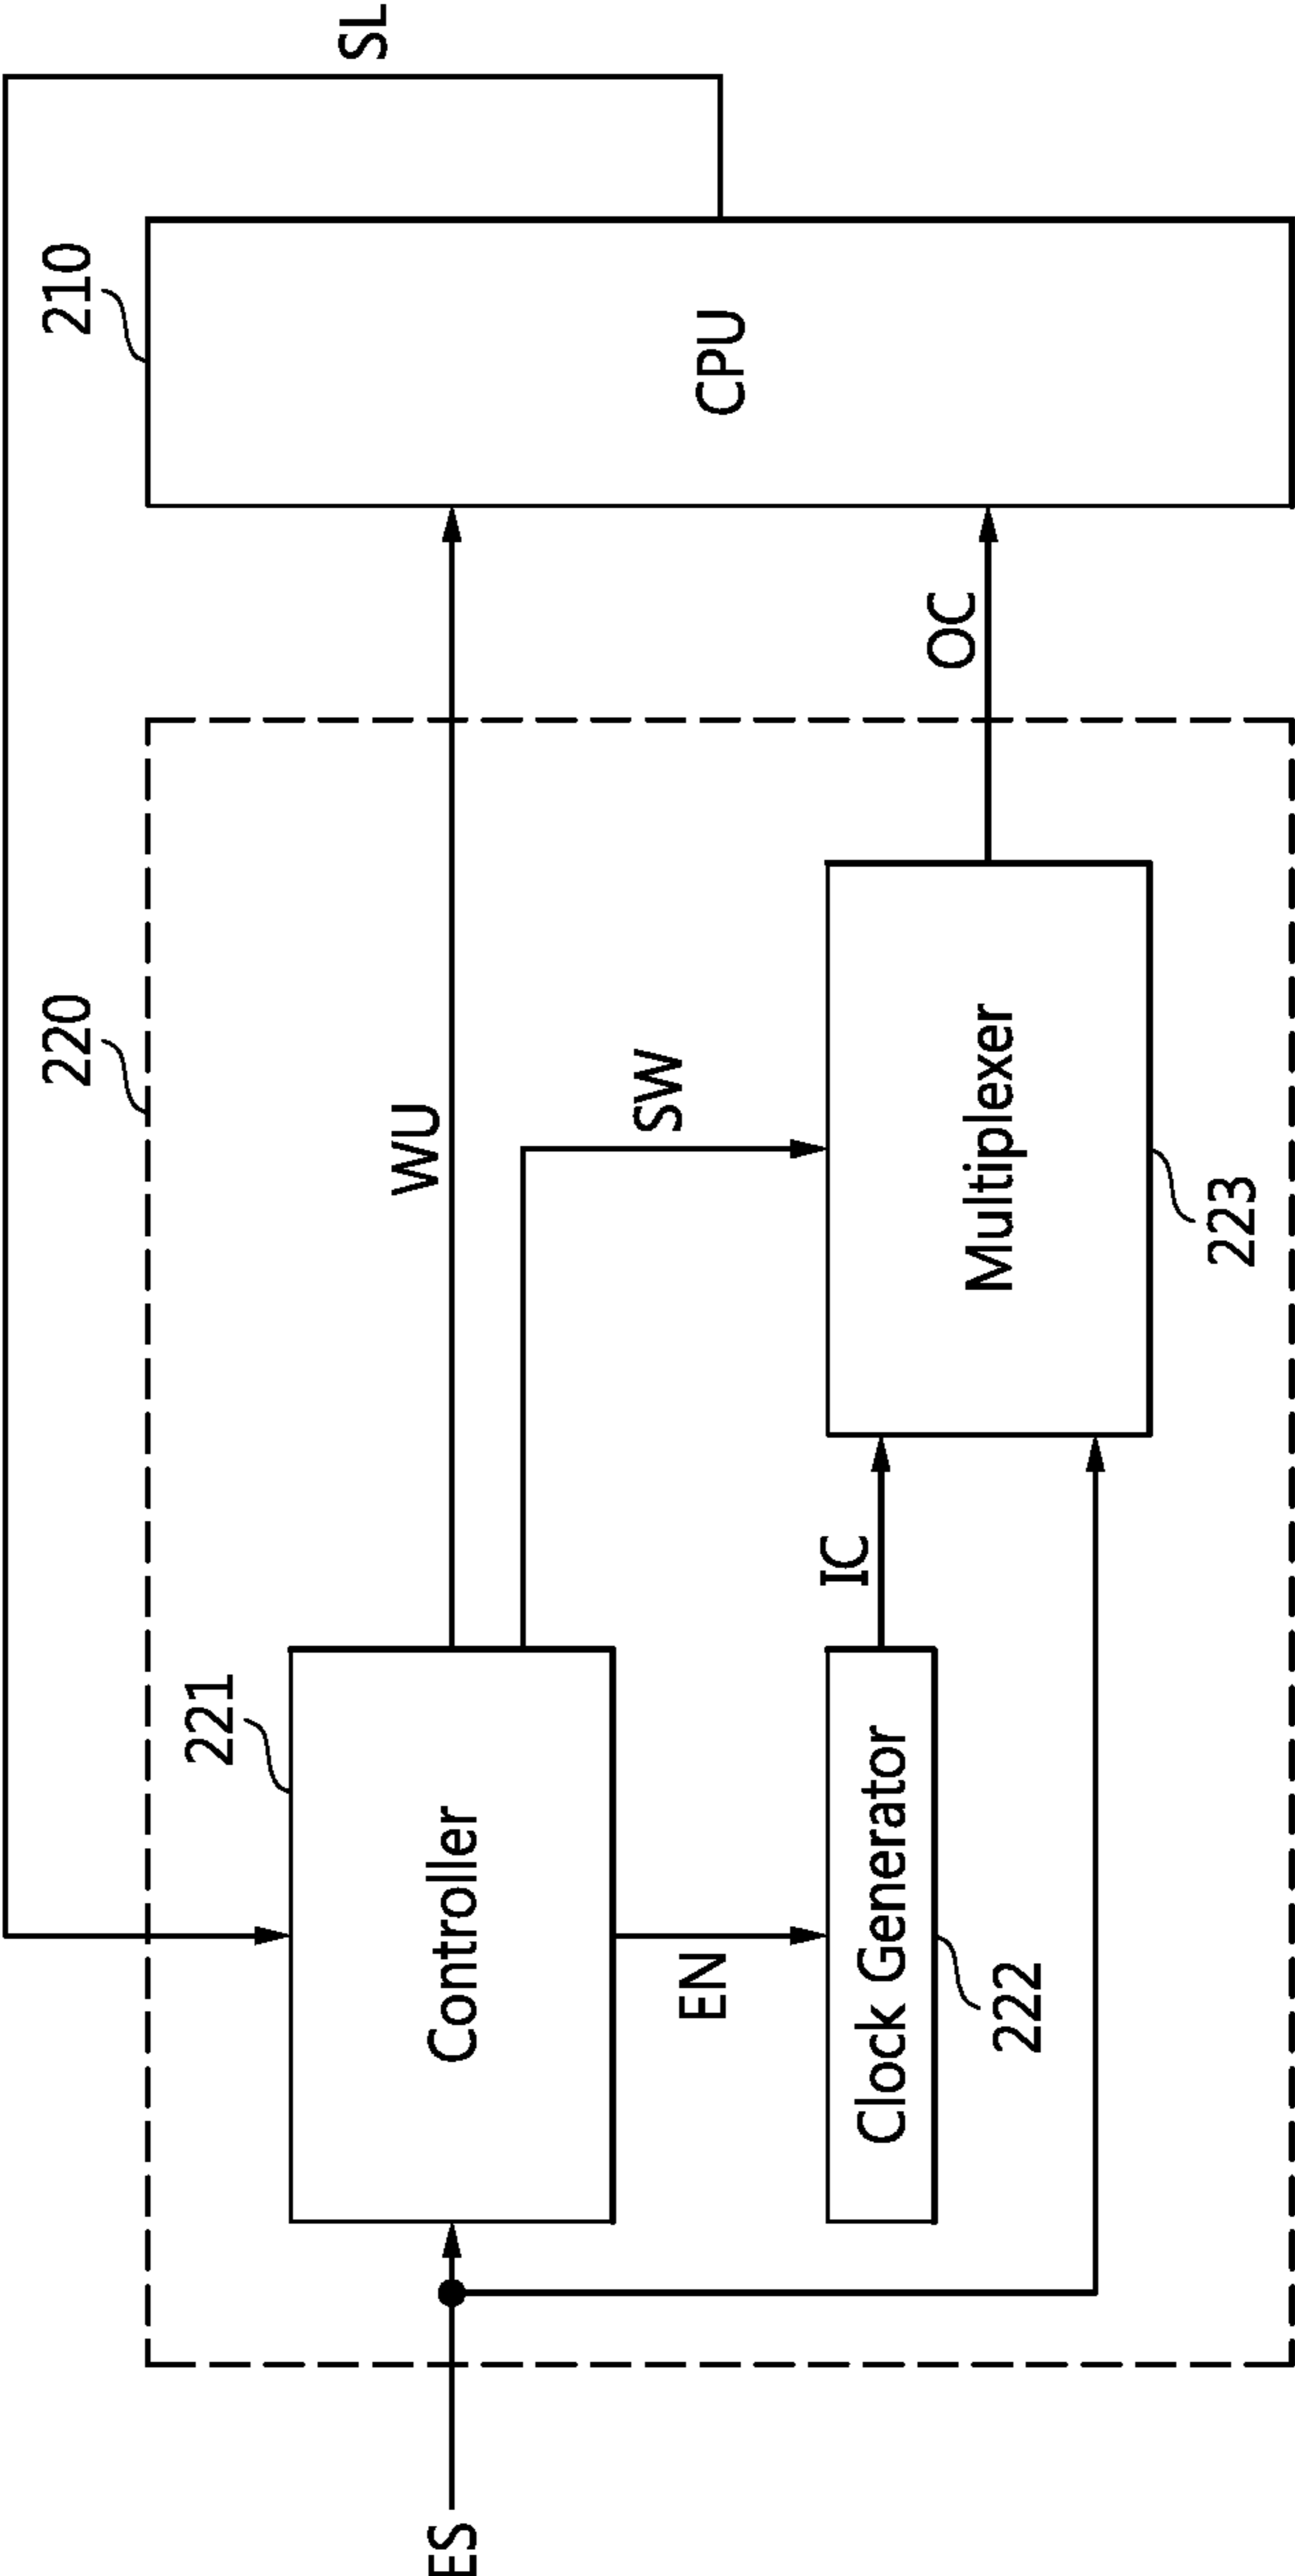 SL
210
CPU
220
WU
OC
SW
Multiplexer
223
221
Controller
IC
EN
Clock Generator
222
ES